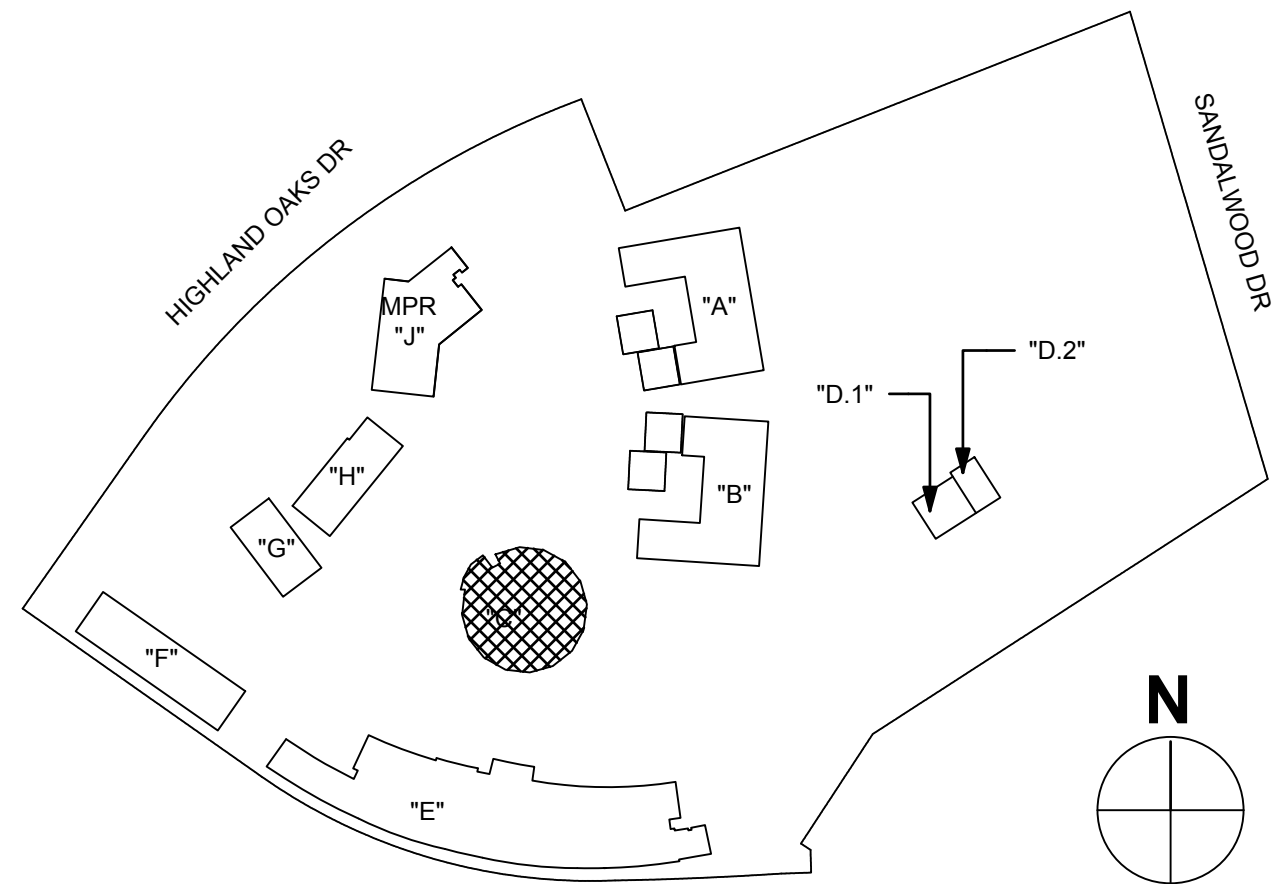 HIGHLAND OAKS DR
SANDALWOOD DR
MPR
"J"
"A"
"D.2"
"D.1"
"H"
"B"
"G"
"C"
"F"
"E"
N